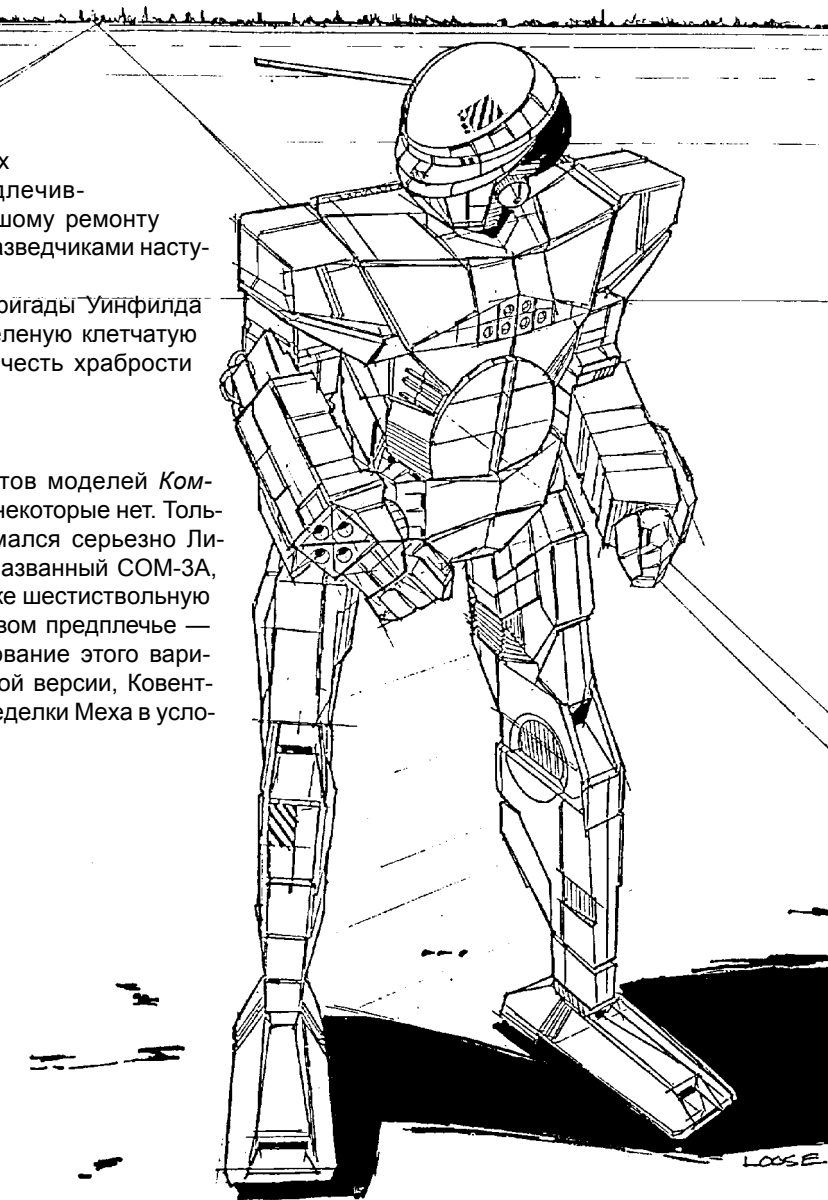 х
длечив-
шому ремонту
азведчиками насту-
ригады Уинфилда
еленую клетчатую
честь храбрости
тов моделей Ком-
некоторые нет. Толь-
мался серьезно Ли-
азванный COM-3A,
же шестиствольную
вом предплечье —
ование этого вари-
ой версии, Ковент-
еделки Меха в усло-
LOOSE